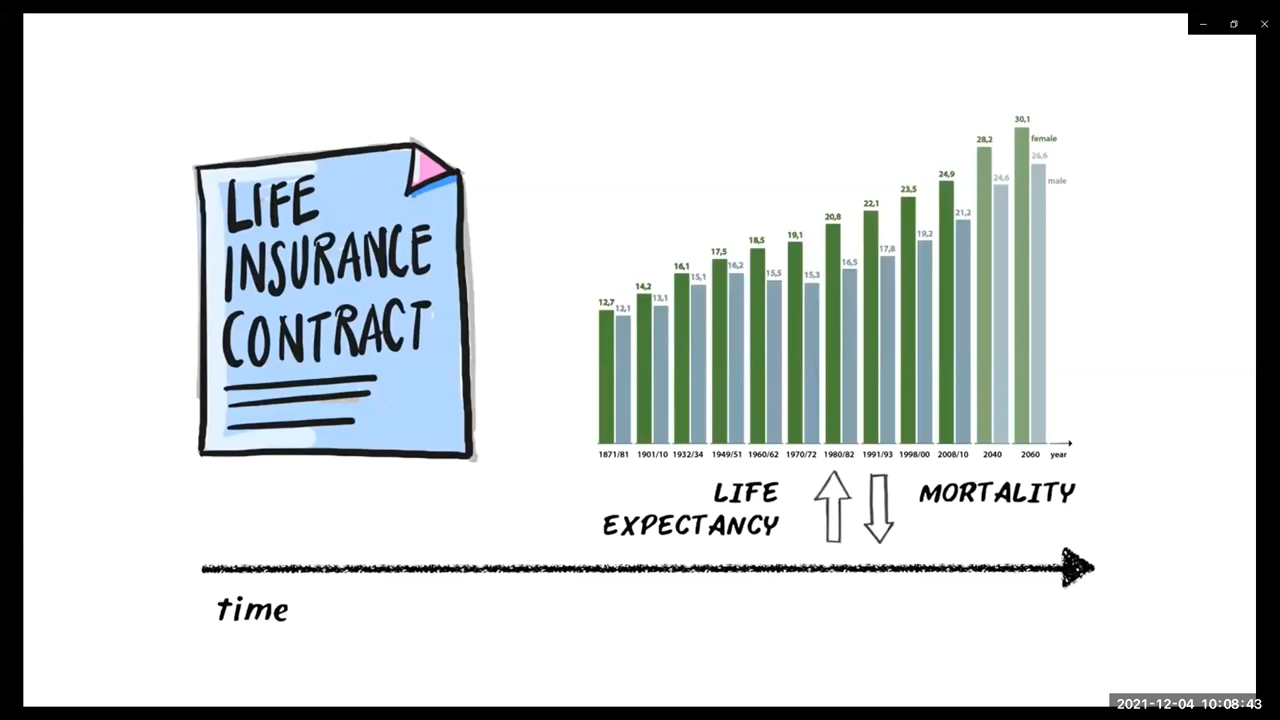 LIFE
INSURANCE
CONTRACT
30,1
female
28,2
26,6
male
24,6
24,9
23,5
22,1
21,2
20,8
19,1
19,2
18,5
17,8
17,5
16,5
16,2
16,1
15,5
15,3
15,1
14,2
13,1
12,7
12,1
1871/81 1901/10 1932/34 1949/51 1960/62 1970/72 1980/82 1991/93 1998/00 2008/10 2040 2060 year
LIFE
EXPECTANCY
MORTALITY
time
2021-12-04 10:08:43